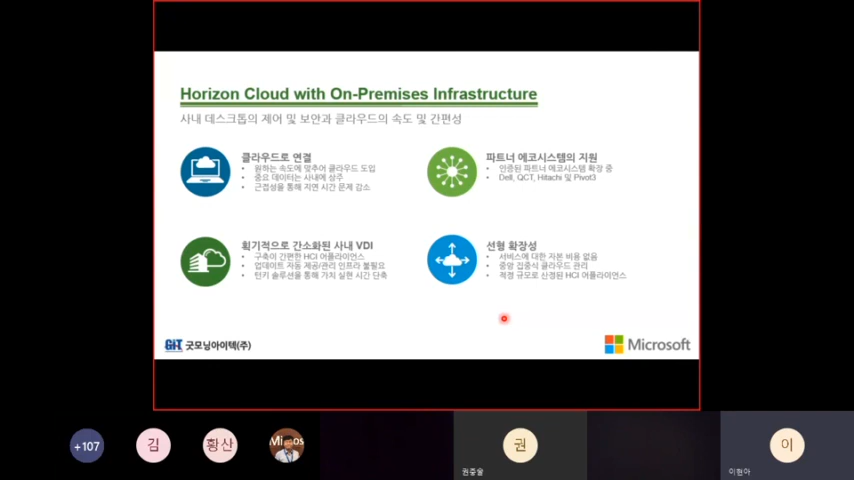 Horizon Cloud with On-Premises Infrastructure
사내 데스크톱의 제어 및 보안과 클라우드의 속도 및 간편성
클라우드로 연결
• 원하는 속도에 맞추어 클라우드 도입
• 중요 데이터는 사내에 상주
• 근접성을 통해 지연 시간 문제 감소
파트너 에코시스템의 지원
• 인증된 파트너 에코시스템 확장 중
• Dell, QCT, Hitachi 및 Pivot3
획기적으로 간소화된 사내 VDI
• 구축이 간편한 HCI 어플라이언스
• 업데이트 자동 제공/관리 인프라 불필요
• 턴키 솔루션을 통해 가치 실현 시간 단축
선형 확장성
• 서비스에 대한 자본 비용 없음
• 중앙 집중식 클라우드 관리
• 적정 규모로 산정된 HCI 어플라이언스
GIT 굿모닝아이텍(주)
Microsoft
+107
김
황산
권
이
이현아